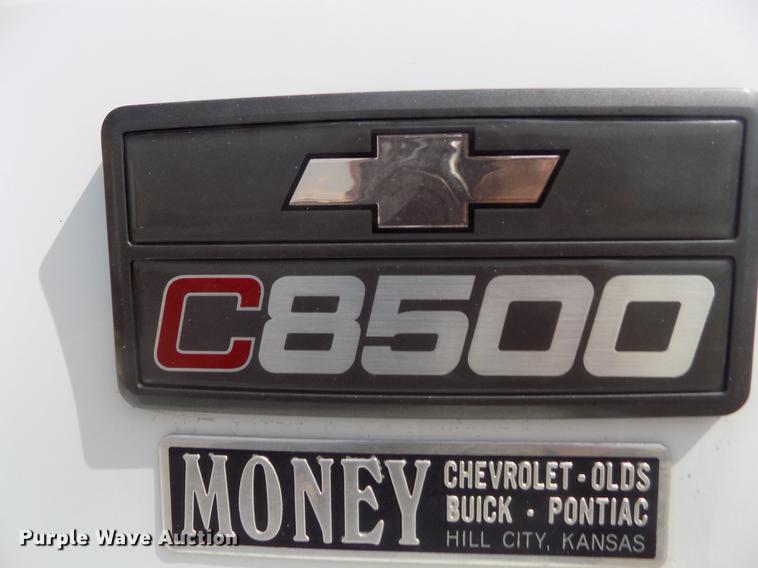 C8500
MONEY
CHEVROLET - OLDS
BUICK · PONTIAC
HILL CITY, KANSAS
Purple Wave Auction